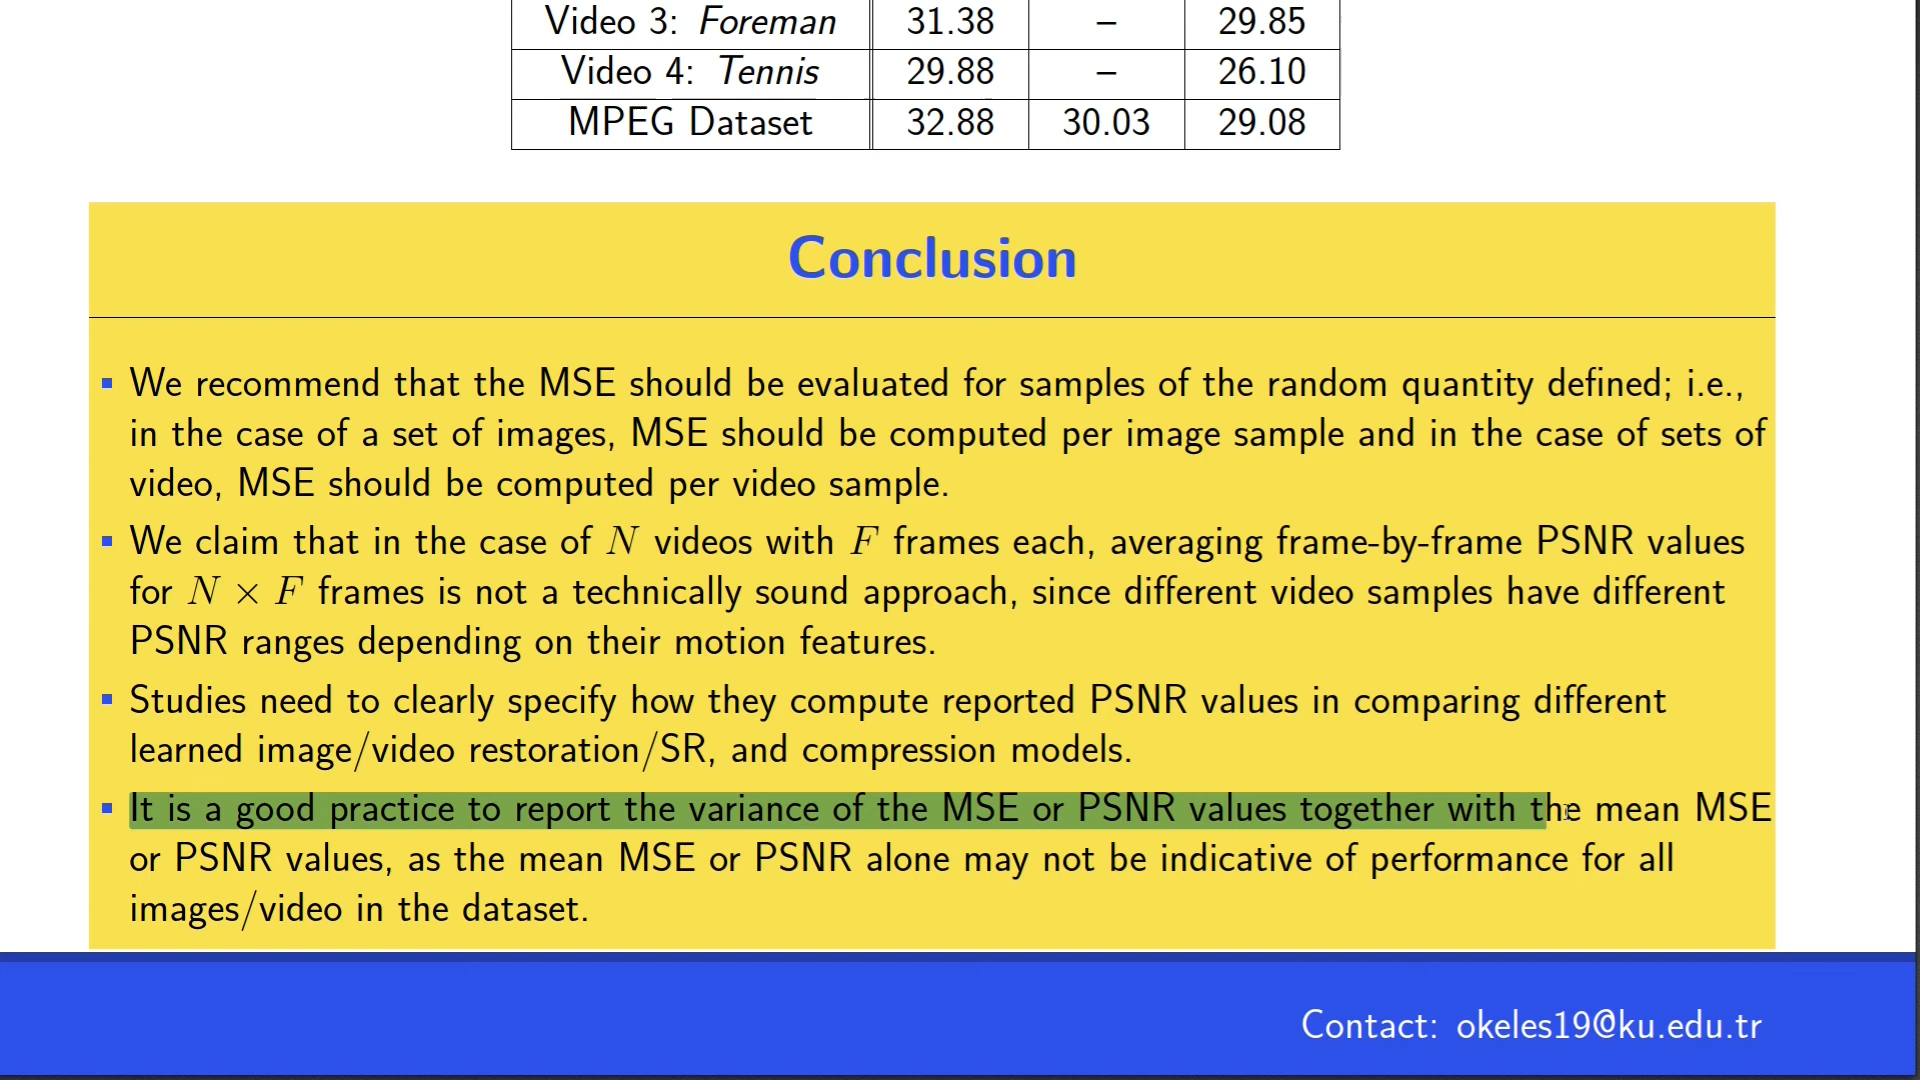 Video 3: Foreman 31.38 – 29.85
Video 4: Tennis 29.88 – 26.10
MPEG Dataset 32.88 30.03 29.08
Conclusion
We recommend that the MSE should be evaluated for samples of the random quantity defined; i.e.,
in the case of a set of images, MSE should be computed per image sample and in the case of sets of
video, MSE should be computed per video sample.
We claim that in the case of N videos with F frames each, averaging frame-by-frame PSNR values
for N × F frames is not a technically sound approach, since different video samples have different
PSNR ranges depending on their motion features.
Studies need to clearly specify how they compute reported PSNR values in comparing different
learned image/video restoration/SR, and compression models.
It is a good practice to report the variance of the MSE or PSNR values together with the mean MSE
or PSNR values, as the mean MSE or PSNR alone may not be indicative of performance for all
images/video in the dataset.
Contact: okeles19@ku.edu.tr